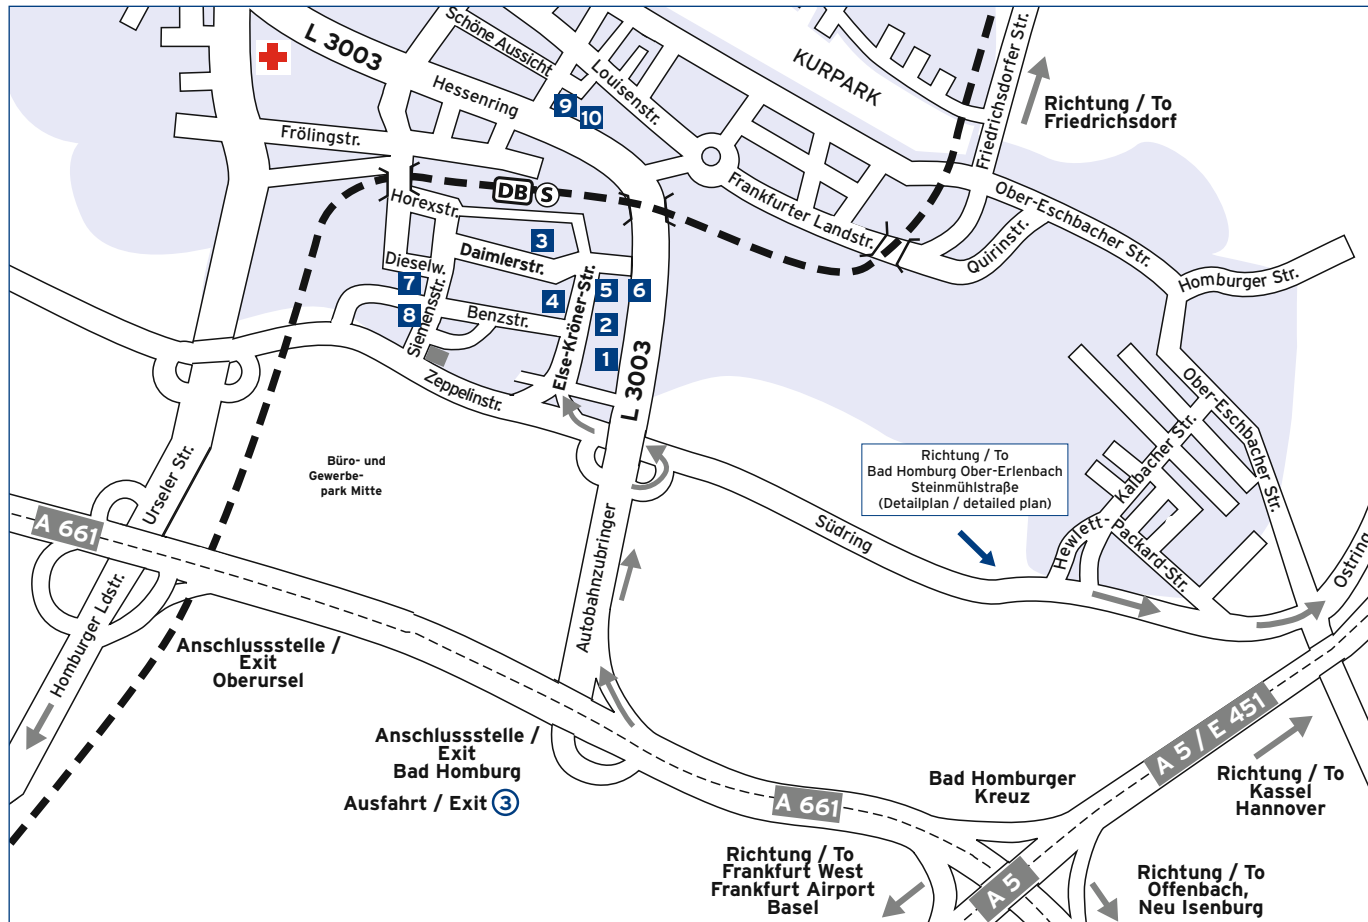 L 3003
Schöne Aussicht
Louisenstr.
KURPARK
Friedrichsdorfer Str.
Richtung / To
Friedrichsdorf
Hessenring
9
10
Frölingstr.
DB
S
Horexstr.
Frankfurter Landstr.
Ober-Eschbacher Str.
Quirinstr.
Homburger Str.
3
Daimlerstr.
Dieselw.
7
8
Siemensstr.
4
Benzstr.
Else-Kröner-Str.
5
6
2
1
L 3003
Zeppelinstr.
Büro- und
Gewerbe-
park Mitte
Urseler Str.
A 661
Homburger Ldstr.
Autobahnzubringer
Südring
Richtung / To
Bad Homburg Ober-Erlenbach
Steinmühlstraße
(Detailplan / detailed plan)
Kalbacher Str.
Ober-Eschbacher Str.
Hewlett-
Packard-Str.
Ostring
Anschlussstelle /
Exit
Oberursel
Anschlussstelle /
Exit
Bad Homburg
Ausfahrt / Exit 3
A 661
Bad Homburger
Kreuz
A 5 / E 451
Richtung / To
Kassel
Hannover
Richtung / To
Frankfurt West
Frankfurt Airport
Basel
A 5
Richtung / To
Offenbach,
Neu Isenburg